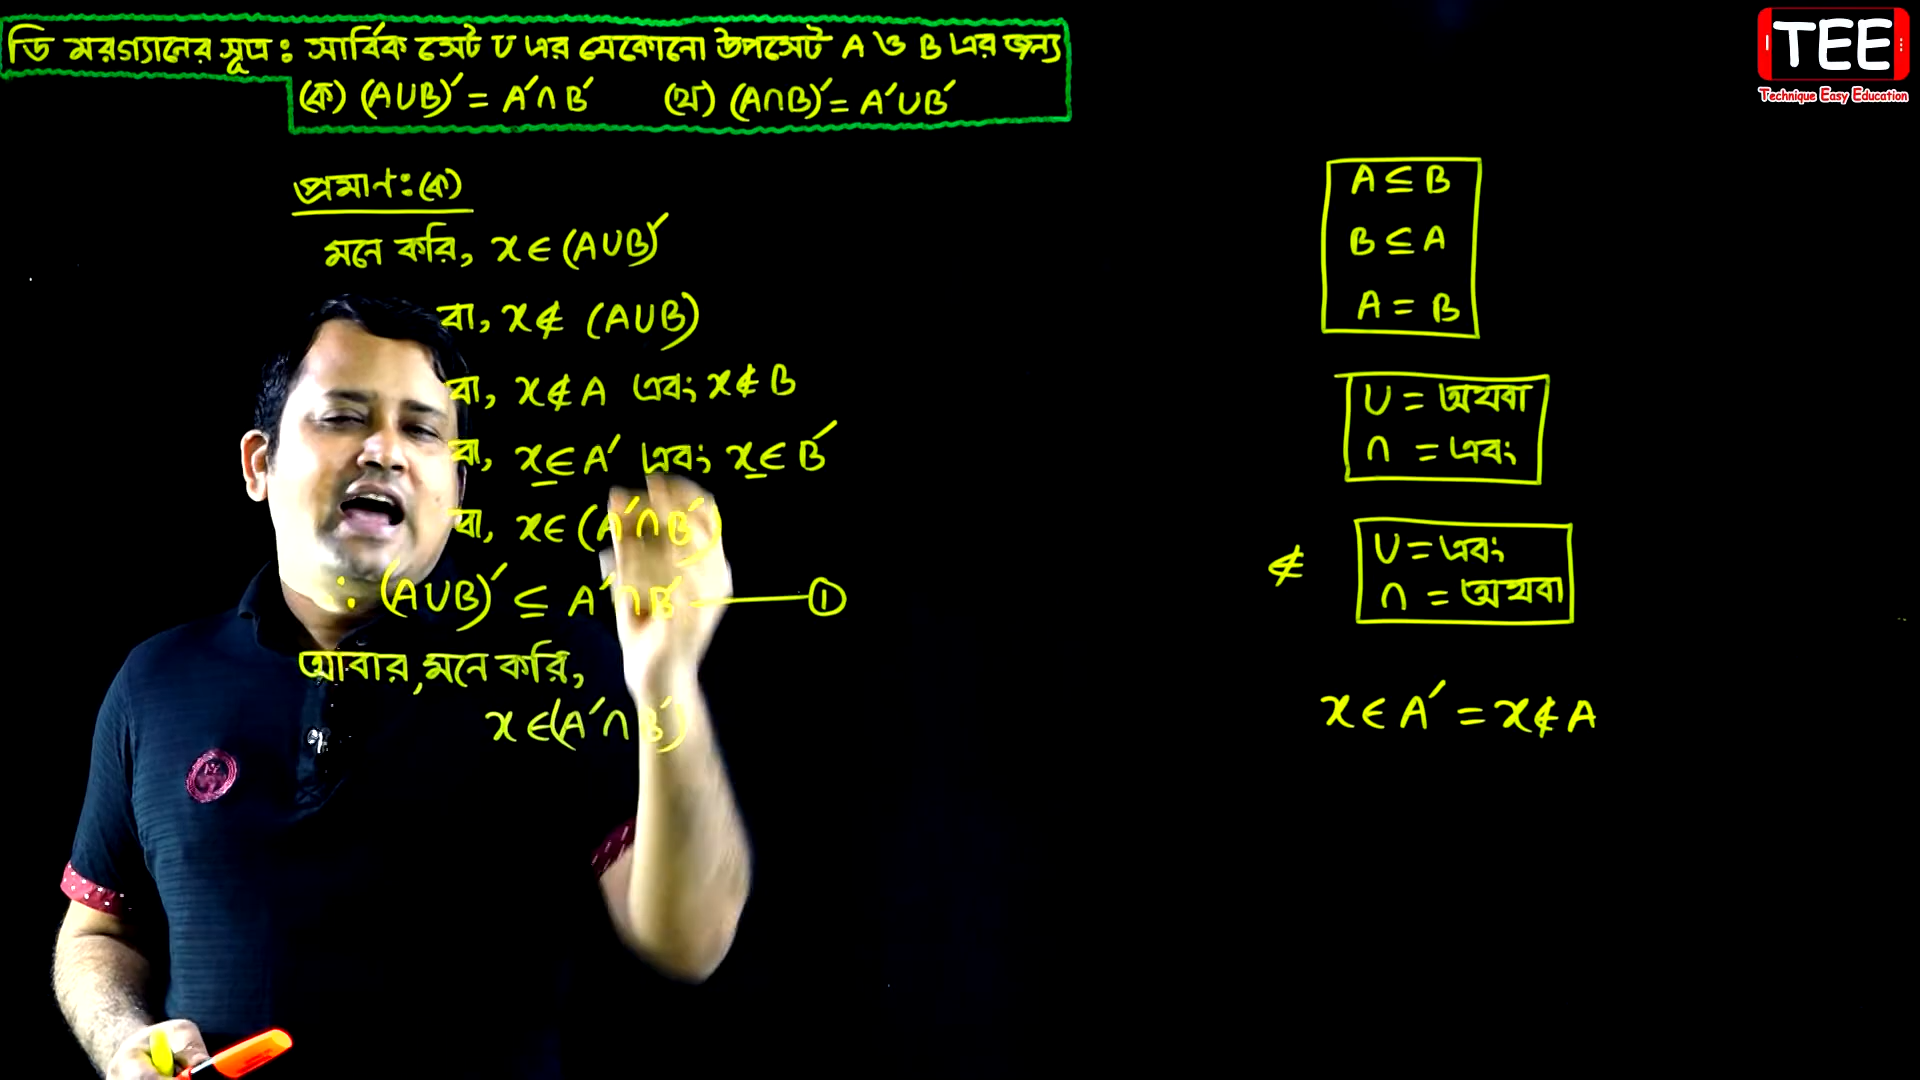 ডি মরগ্যানের সূত্র : সার্বিক সেট U এর যেকোনো উপসেট A ও B এর জন্য
(ক) (A∪B)′ = A′∩B′ (খ) (A∩B)′ = A′∪B′
প্রমাণ : (ক)
মনে করি, x ∈ (A∪B)′
বা, x ∉ (A∪B)
বা, x ∉ A এবং x ∉ B
বা, x ∈ A′ এবং x ∈ B′
বা, x ∈ (A′∩B′)
∴ (A∪B)′ ⊆ A′∩B′ —— ①
আবার, মনে করি,
x ∈ (A′∩B′)
A ⊆ B
B ⊆ A
A = B
∪ = অথবা
∩ = এবং
∉
∪ = এবং
∩ = অথবা
x ∈ A′ = x ∉ A
TEE
Technique Easy Education